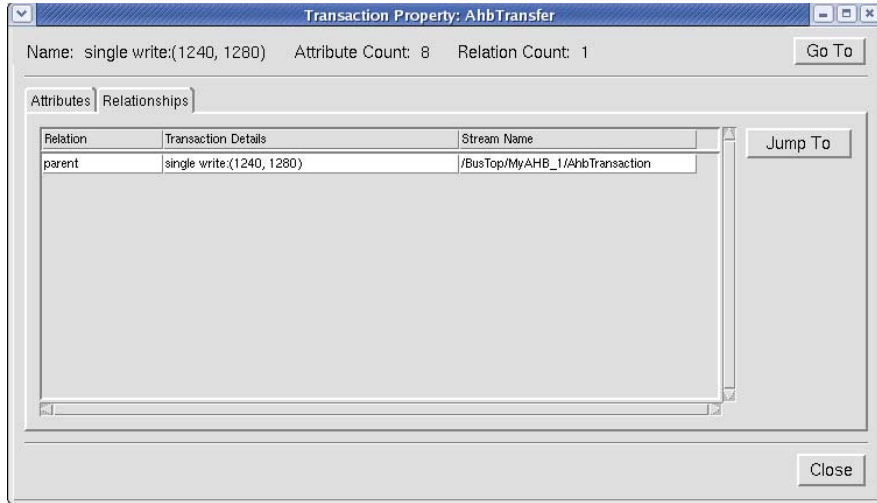 Transaction Property: AhbTransfer
Name: single write:(1240, 1280) Attribute Count: 8 Relation Count: 1 Go To
Attributes Relationships
Relation Transaction Details Stream Name
Jump To
parent single write:(1240, 1280) /BusTop/MyAHB_1/AhbTransaction
Close